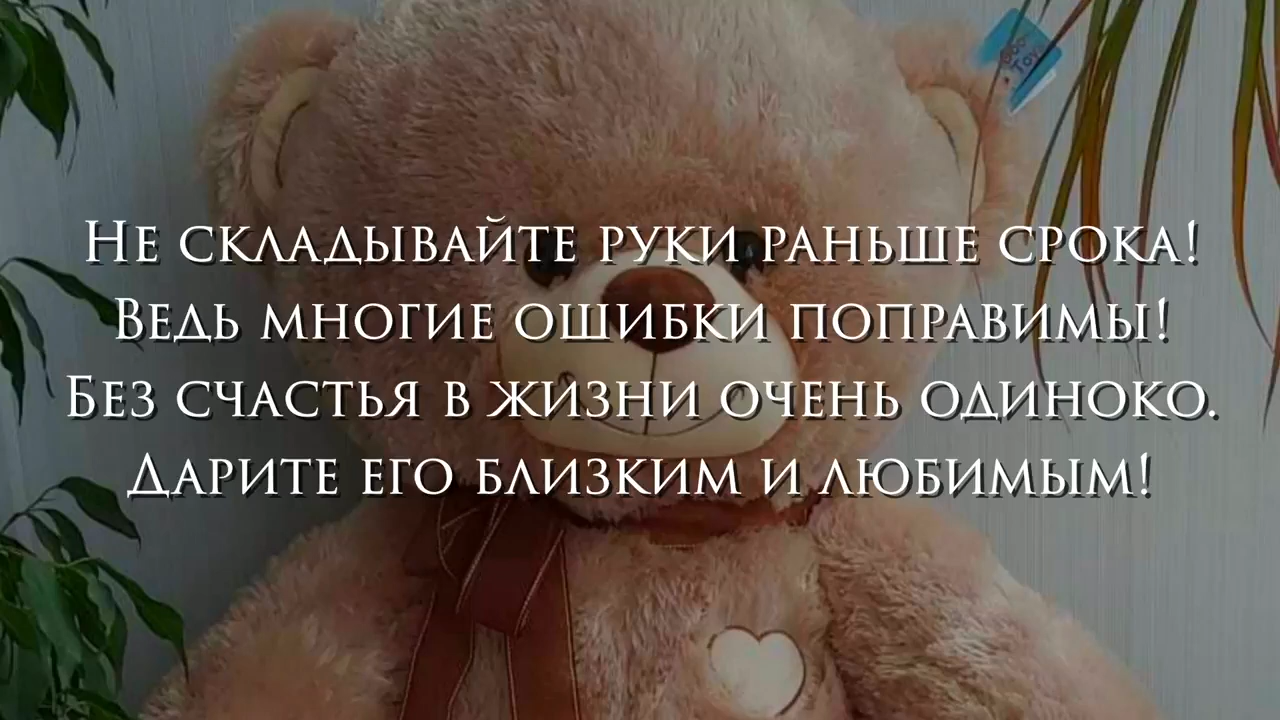 Не складывайте руки раньше срока!
Ведь многие ошибки поправимы!
Без счастья в жизни очень одиноко.
Дарите его близким и любимым!